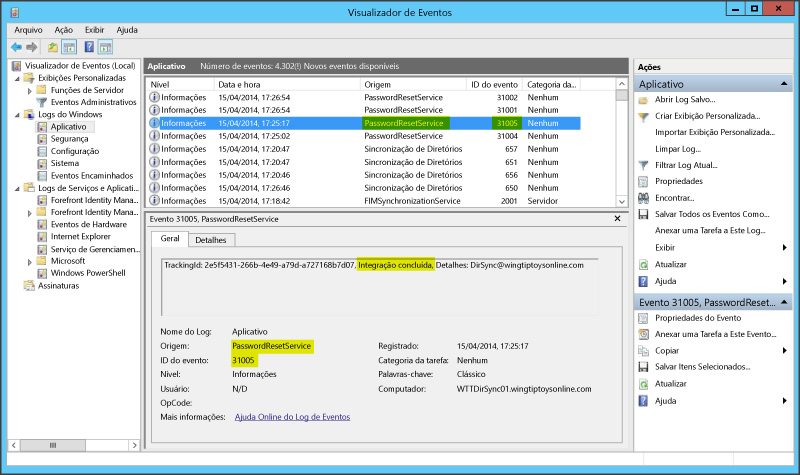 Visualizador de Eventos
Arquivo Ação Exibir Ajuda
Visualizador de Eventos (Local)
Exibições Personalizadas
Funções de Servidor
Eventos Administrativos
Logs do Windows
Aplicativo
Segurança
Configuração
Sistema
Eventos Encaminhados
Logs de Serviços e Aplicati...
Forefront Identity Mana...
Forefront Identity Mana...
Eventos de Hardware
Internet Explorer
Serviço de Gerenciamen...
Microsoft
Windows PowerShell
Assinaturas
Aplicativo Número de eventos: 4.302(!) Novos eventos disponíveis
Nível Data e hora Origem ID do evento Categoria da...
Informações 15/04/2014, 17:26:54 PasswordResetService 31002 Nenhum
Informações 15/04/2014, 17:26:54 PasswordResetService 31001 Nenhum
Informações 15/04/2014, 17:25:17 PasswordResetService 31005 Nenhum
Informações 15/04/2014, 17:25:02 PasswordResetService 31004 Nenhum
Informações 15/04/2014, 17:20:47 Sincronização de Diretórios 657 Nenhum
Informações 15/04/2014, 17:20:47 Sincronização de Diretórios 651 Nenhum
Informações 15/04/2014, 17:20:47 Sincronização de Diretórios 656 Nenhum
Informações 15/04/2014, 17:26:46 Sincronização de Diretórios 650 Nenhum
Informações 15/04/2014, 17:18:42 FIMSynchronizationService 2001 Servidor
Evento 31005, PasswordResetService
Geral Detalhes
TrackingId: 2e5f5431-266b-4e49-a79d-a727168b7d07, Integração concluída, Detalhes: DirSync@wingtiptoysonline.com
Nome do Log: Aplicativo
Origem: PasswordResetService Registrado: 15/04/2014, 17:25:17
ID do evento: 31005 Categoria da tarefa: Nenhum
Nível: Informações Palavras-chave: Clássico
Usuário: N/D Computador: WTTDirSync01.wingtiptoysonline.com
OpCode:
Mais informações: Ajuda Online do Log de Eventos
Ações
Aplicativo
Abrir Log Salvo...
Criar Exibição Personalizada...
Importar Exibição Personalizada...
Limpar Log...
Filtrar Log Atual...
Propriedades
Encontrar...
Salvar Todos os Eventos Como...
Anexar uma Tarefa a Este Log...
Exibir
Atualizar
Ajuda
Evento 31005, PasswordReset...
Propriedades do Evento
Anexar uma Tarefa a Este Evento...
Copiar
Salvar Itens Selecionados...
Atualizar
Ajuda